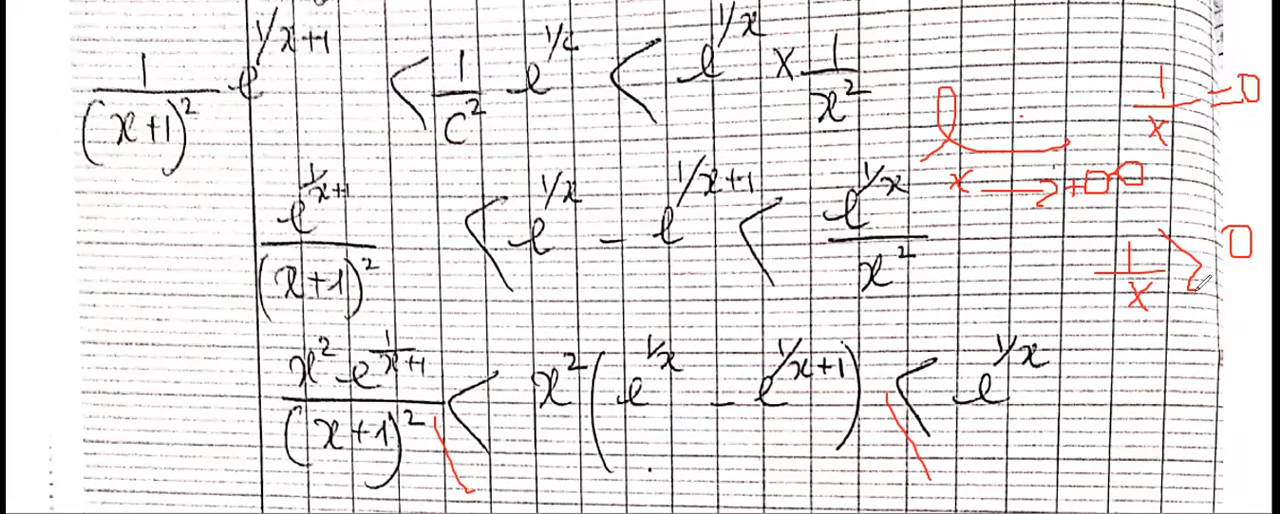 1/(x+1)² e^(1/x+1) < 1/c² e^(1/c) < e^(1/x) × 1/x²
1/x = 0
l
x → +∞
e^(1/x+1)/(x+1)² < e^(1/x) - e^(1/x+1) < e^(1/x)/x²
1/x > 0
x² e^(1/x+1)/(x+1)² < x²(e^(1/x) - e^(1/x+1)) < e^(1/x)